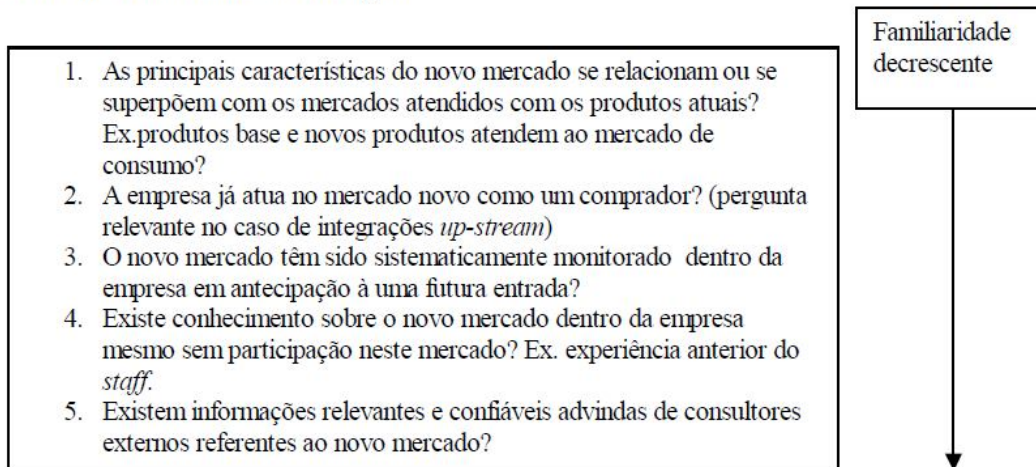 1. As principais características do novo mercado se relacionam ou se
superpõem com os mercados atendidos com os produtos atuais?
Ex.produtos base e novos produtos atendem ao mercado de
consumo?
2. A empresa já atua no mercado novo como um comprador? (pergunta
relevante no caso de integrações up-stream)
3. O novo mercado têm sido sistematicamente monitorado dentro da
empresa em antecipação à uma futura entrada?
4. Existe conhecimento sobre o novo mercado dentro da empresa
mesmo sem participação neste mercado? Ex. experiência anterior do
staff.
5. Existem informações relevantes e confiáveis advindas de consultores
externos referentes ao novo mercado?
Familiaridade
decrescente